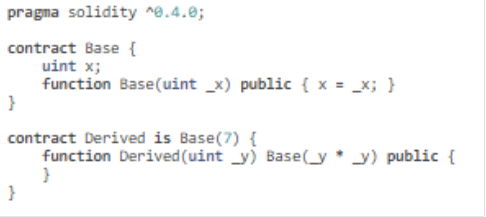 pragma solidity ^0.4.0;
contract Base {
uint x;
function Base(uint _x) public { x = _x; }
}
contract Derived is Base(7) {
function Derived(uint _y) Base(_y * _y) public {
}
}